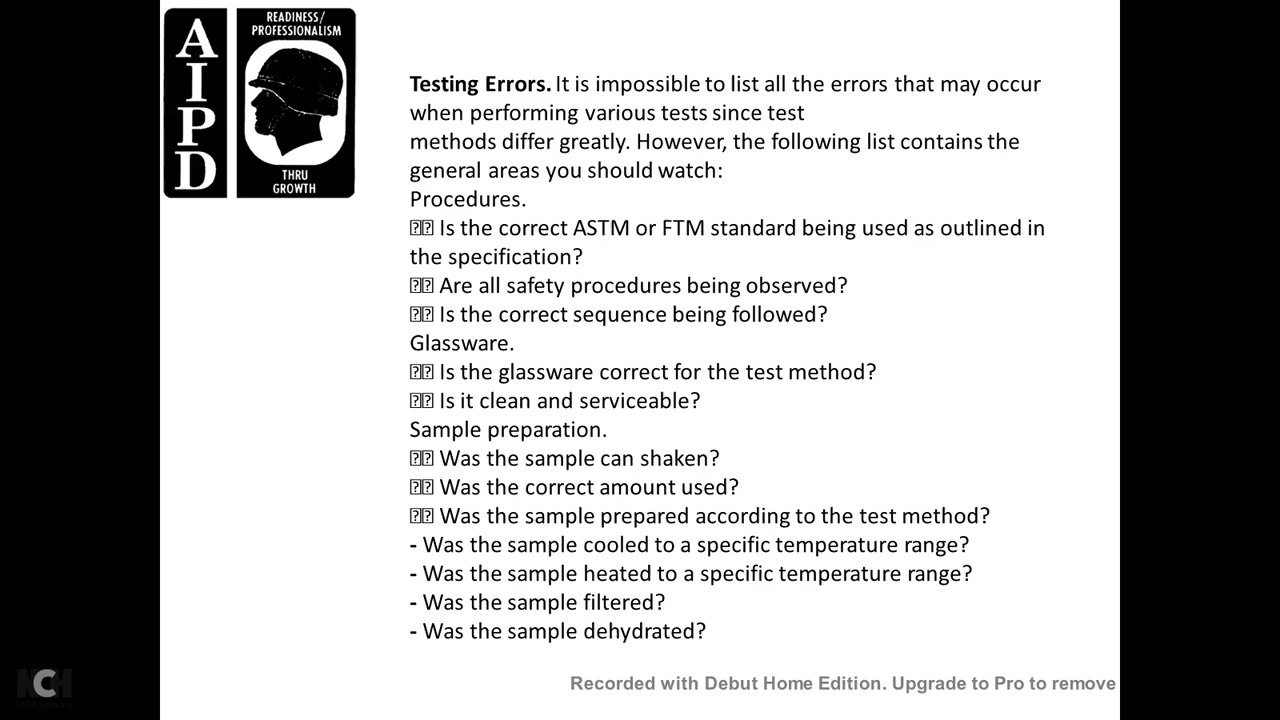 AIPD
READINESS/
PROFESSIONALISM
THRU
GROWTH
Testing Errors. It is impossible to list all the errors that may occur
when performing various tests since test
methods differ greatly. However, the following list contains the
general areas you should watch:
Procedures.
⍰⍰ Is the correct ASTM or FTM standard being used as outlined in
the specification?
⍰⍰ Are all safety procedures being observed?
⍰⍰ Is the correct sequence being followed?
Glassware.
⍰⍰ Is the glassware correct for the test method?
⍰⍰ Is it clean and serviceable?
Sample preparation.
⍰⍰ Was the sample can shaken?
⍰⍰ Was the correct amount used?
⍰⍰ Was the sample prepared according to the test method?
- Was the sample cooled to a specific temperature range?
- Was the sample heated to a specific temperature range?
- Was the sample filtered?
- Was the sample dehydrated?
NCH
Recorded with Debut Home Edition. Upgrade to Pro to remove